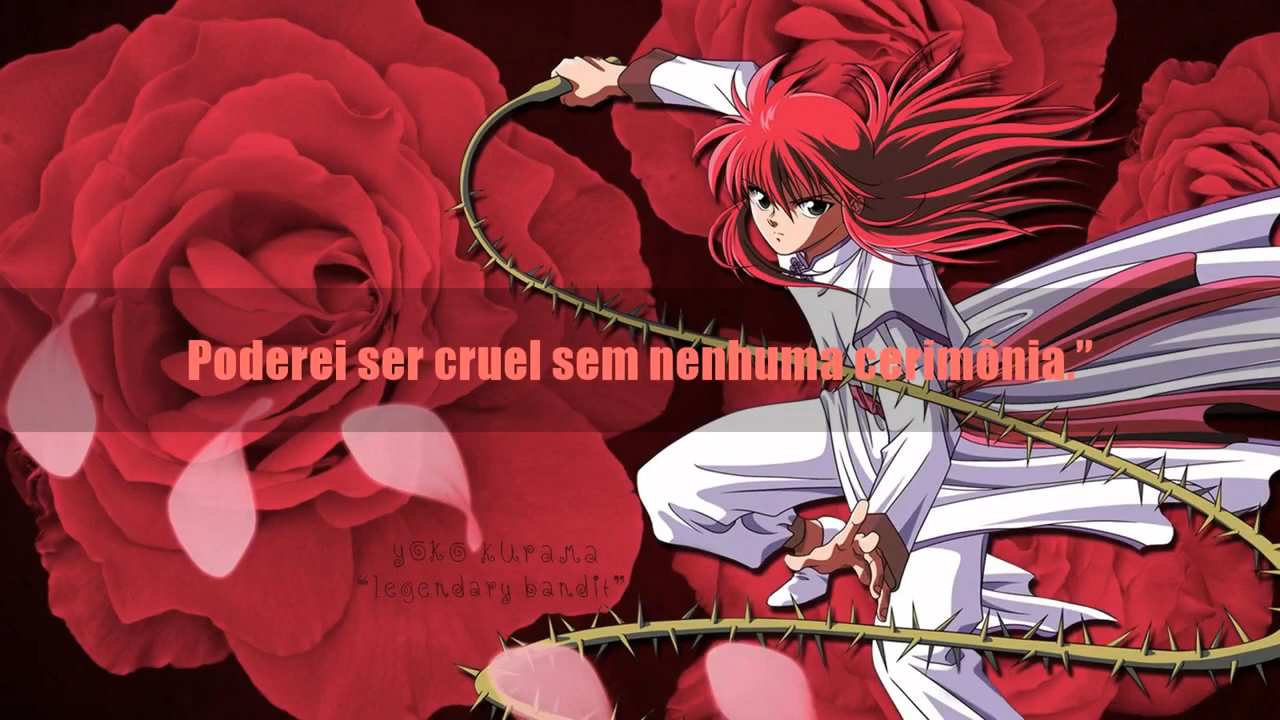 Poderei ser cruel sem nenhuma cerimônia.”
yoko kurama
“legendary bandit”